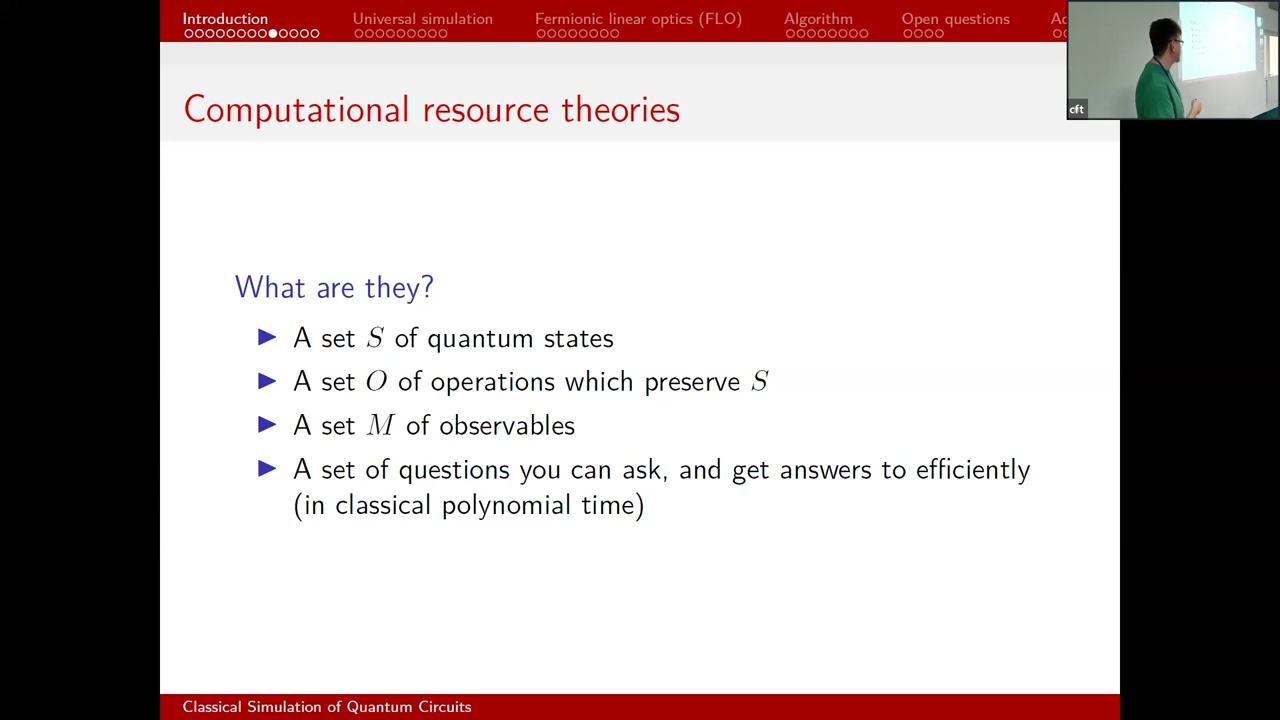 Introduction Universal simulation Fermionic linear optics (FLO) Algorithm Open questions
cft
Computational resource theories
What are they?
▶ A set S of quantum states
▶ A set O of operations which preserve S
▶ A set M of observables
▶ A set of questions you can ask, and get answers to efficiently
(in classical polynomial time)
Classical Simulation of Quantum Circuits